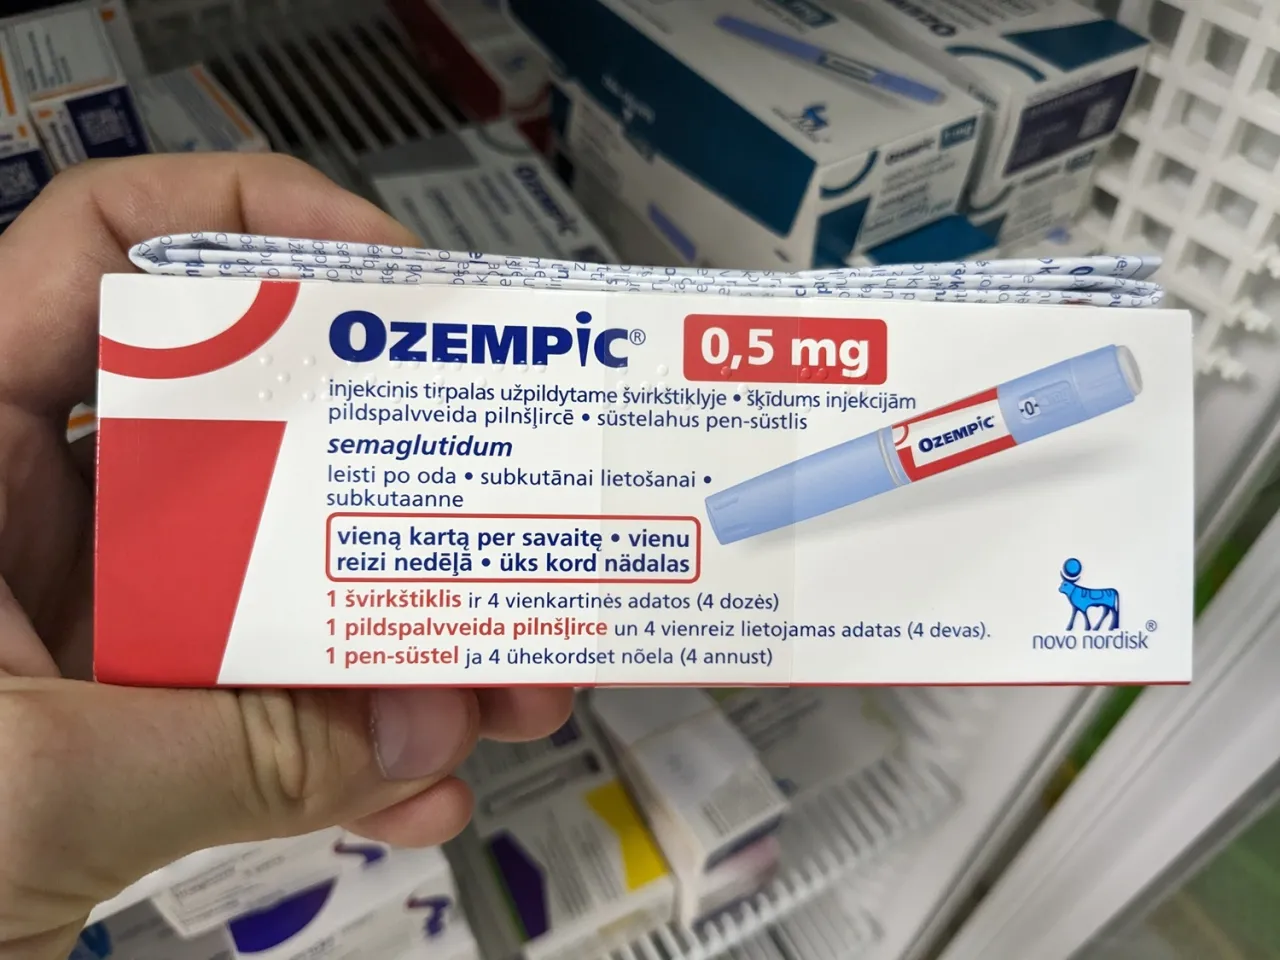 OZEMPIC® 0,5 mg
injekcinis tirpalas užpildytame švirkštiklyje • šķīdums injekcijām
pildspalvveida pilnšļircē • süstelahus pen-süstlis
semaglutidum
leisti po oda • subkutānai lietošanai •
subkutaanne
vieną kartą per savaitę • vienu
reizi nedēļā • üks kord nädalas
1 švirkštiklis ir 4 vienkartinės adatos (4 dozės)
1 pildspalvveida pilnšļirce un 4 vienreiz lietojamas adatas (4 devas).
1 pen-süstel ja 4 ühekordset nõela (4 annust)
OZEMPIC
-0-
novo nordisk®
OZEMPIC
OZEMPIC